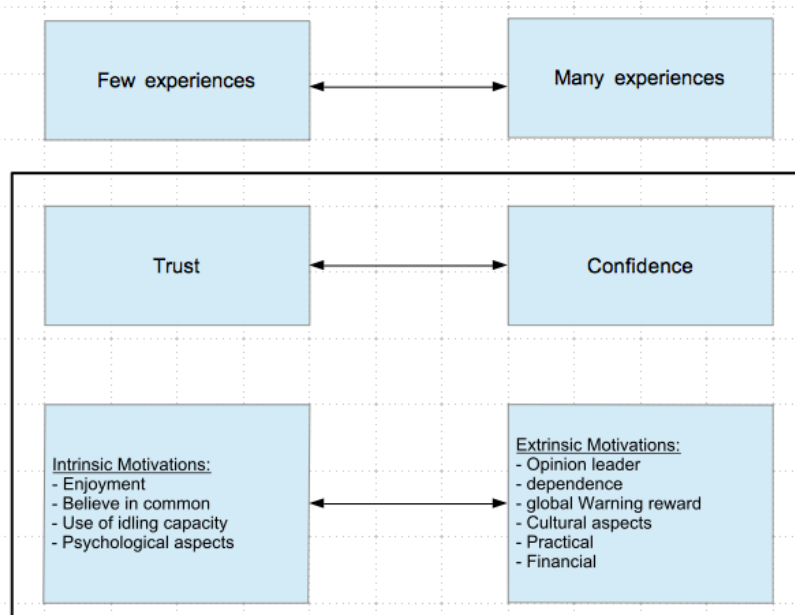 Few experiences
Many experiences
Trust
Confidence
Intrinsic Motivations:
- Enjoyment
- Believe in common
- Use of idling capacity
- Psychological aspects
Extrinsic Motivations:
- Opinion leader
- dependence
- global Warning reward
- Cultural aspects
- Practical
- Financial